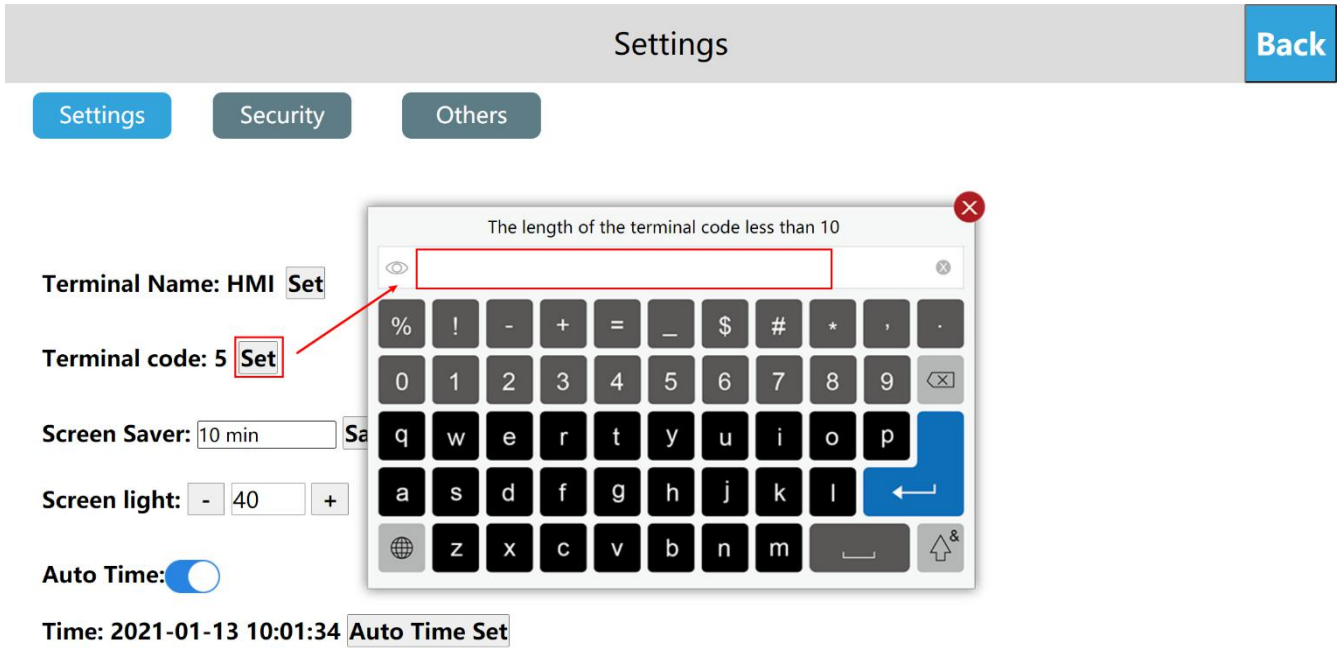 Settings
Back
Settings Security Others
The length of the terminal code less than 10
Terminal Name: HMI Set
Terminal code: 5 Set
Screen Saver: 10 min Sa
Screen light: - 40 +
Auto Time:
Time: 2021-01-13 10:01:34 Auto Time Set
% ! - + = _ $ # * , .
0 1 2 3 4 5 6 7 8 9
q w e r t y u i o p
a s d f g h j k l
z x c v b n m &